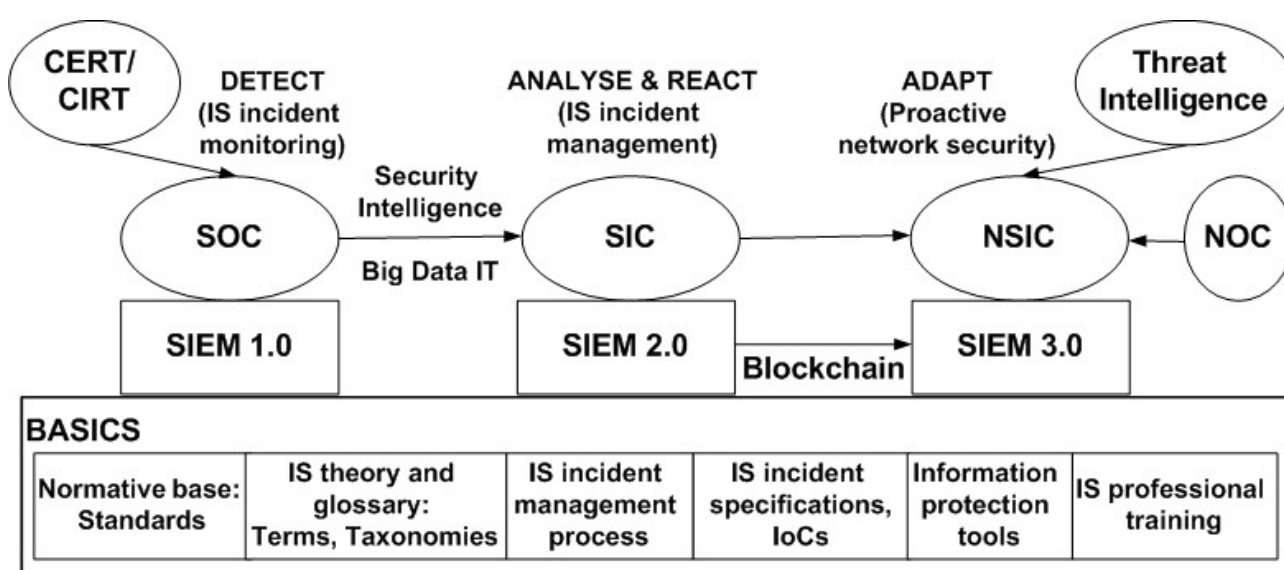 CERT/
CIRT
DETECT
(IS incident
monitoring)
ANALYSE & REACT
(IS incident
management)
ADAPT
(Proactive
network security)
Threat
Intelligence
SOC
Security
Intelligence
Big Data IT
SIC
NSIC
NOC
SIEM 1.0
SIEM 2.0
Blockchain
SIEM 3.0
BASICS
Normative base:
Standards
IS theory and
glossary:
Terms, Taxonomies
IS incident
management
process
IS incident
specifications,
IoCs
Information
protection
tools
IS professional
training